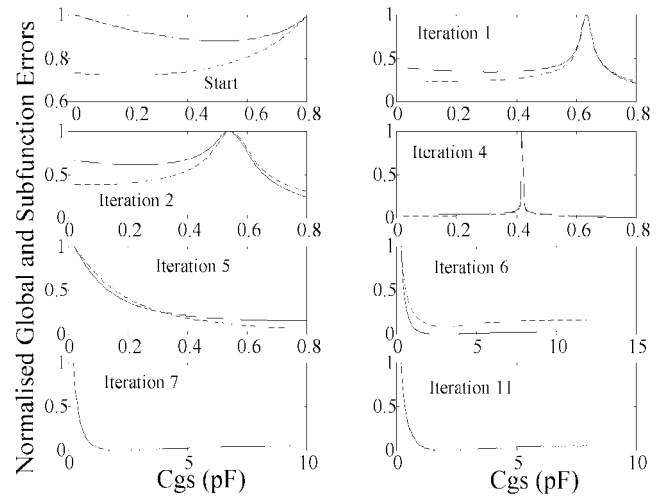 Normalised Global and Subfunction Errors
1
0.9
0.8
0.7
0.6
0 0.2 0.4 0.6 0.8
Start
1
0.5
0
0 0.2 0.4 0.6 0.8
Iteration 1
1
0.5
0
0 0.2 0.4 0.6 0.8
Iteration 2
1
0.5
0
0 0.2 0.4 0.6 0.8
Iteration 4
1
0.5
0
0 0.2 0.4 0.6 0.8
Iteration 5
1
0.5
0
0 5 10 15
Iteration 6
1
0.5
0
0 5 10
Iteration 7
1
0.5
0
0 5 10
Iteration 11
Cgs (pF)
Cgs (pF)